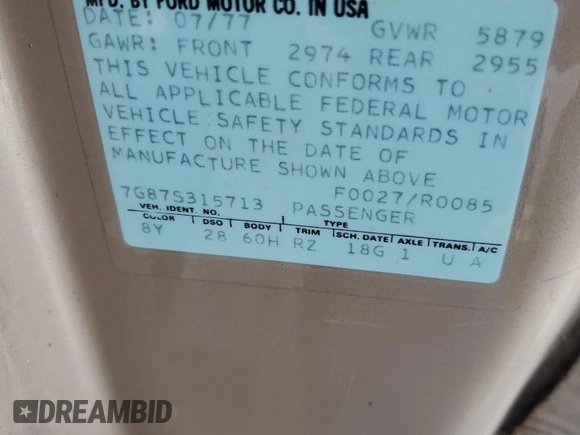 MFD. BY FORD MOTOR CO. IN USA
DATE: 07/77 GVWR 5879
GAWR: FRONT 2974 REAR 2955
THIS VEHICLE CONFORMS TO
ALL APPLICABLE FEDERAL MOTOR
VEHICLE SAFETY STANDARDS IN
EFFECT ON THE DATE OF
MANUFACTURE SHOWN ABOVE
7G87S315713 F0027/R0085
VEH. IDENT. NO. TYPE
PASSENGER
COLOR DSO BODY TRIM SCH. DATE AXLE TRANS. A/C
8Y 28 60H RZ 18G 1 U A
DREAMBID